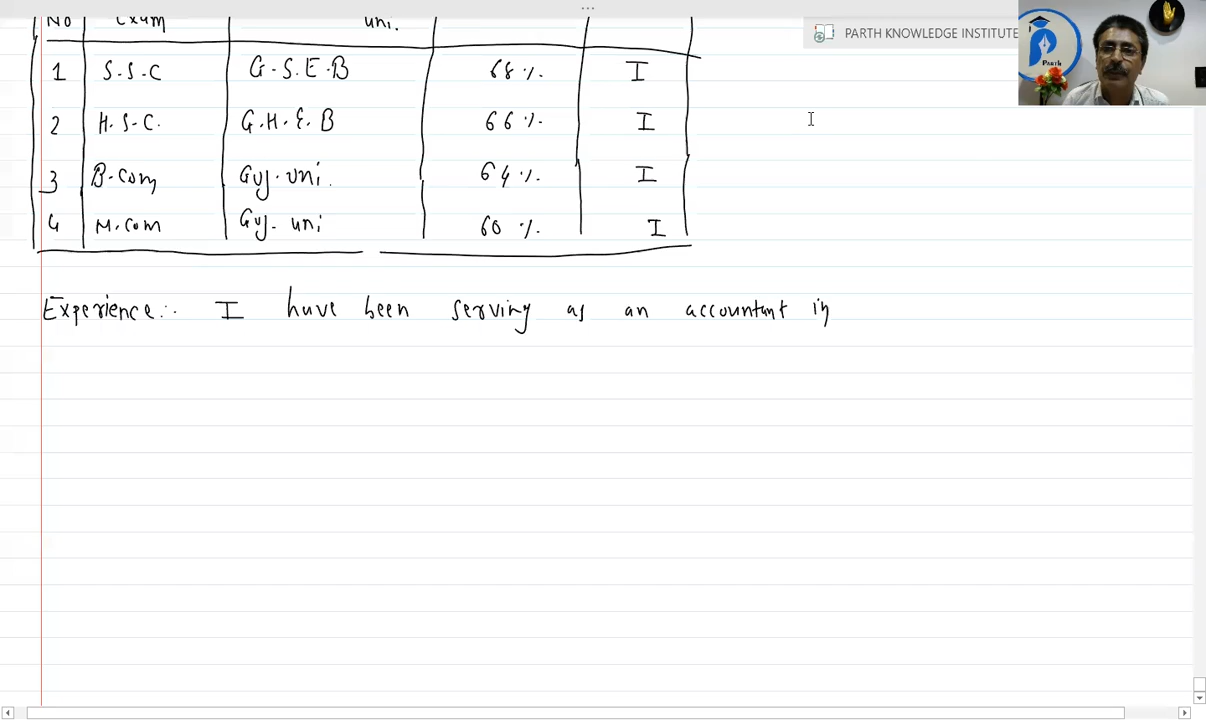 No Exam uni.
1 S.S.C G.S.E.B 68 %. I
2 H.S.C. G.H.E.B 66 %. I
3 B.Com Guj.uni. 64 %. I
4 M.Com Guj. uni 60 %. I
Experience:. I have been serving as an accountant in
PARTH KNOWLEDGE INSTITUTE
Parth